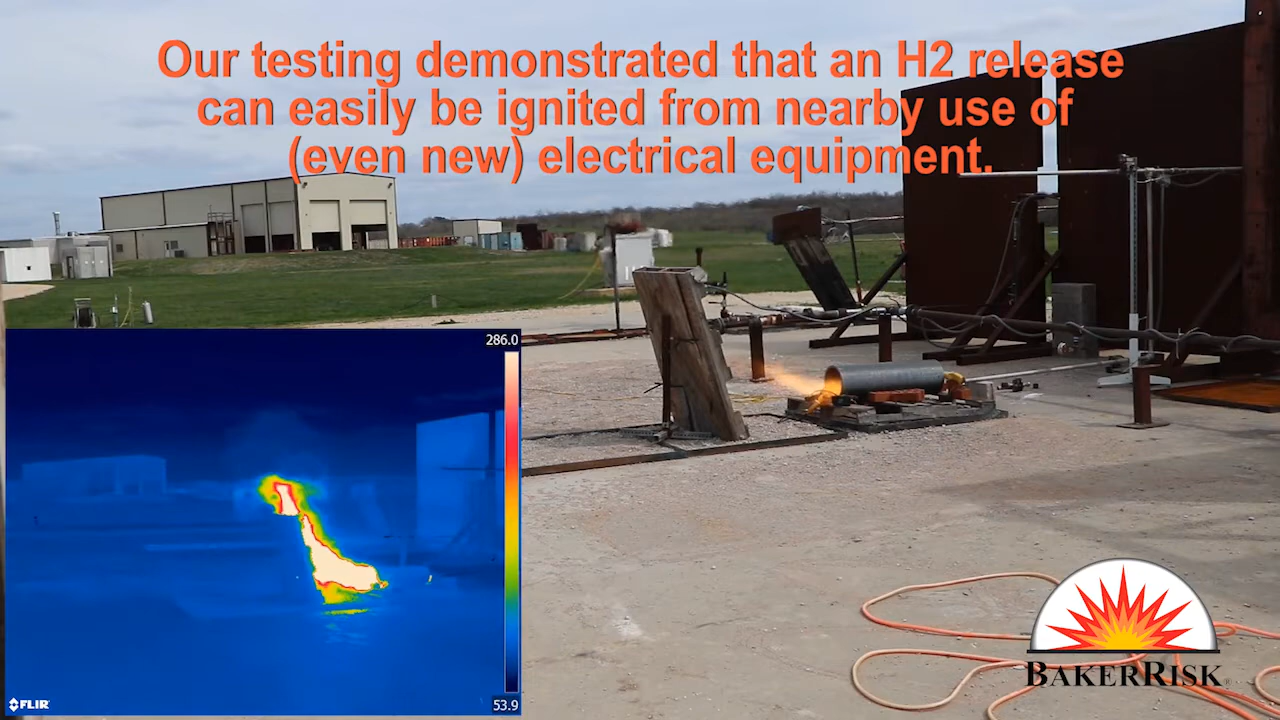 Our testing demonstrated that an H2 release
can easily be ignited from nearby use of
(even new) electrical equipment.
286.0
53.9
FLIR
BAKERRISK®